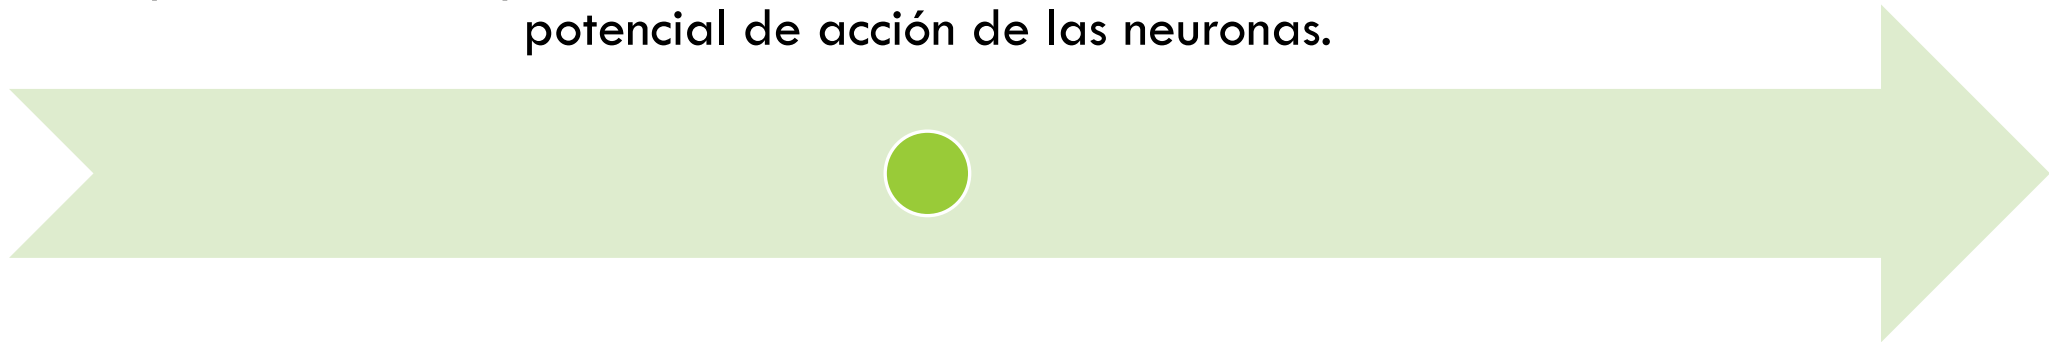 potencial de acción de las neuronas.